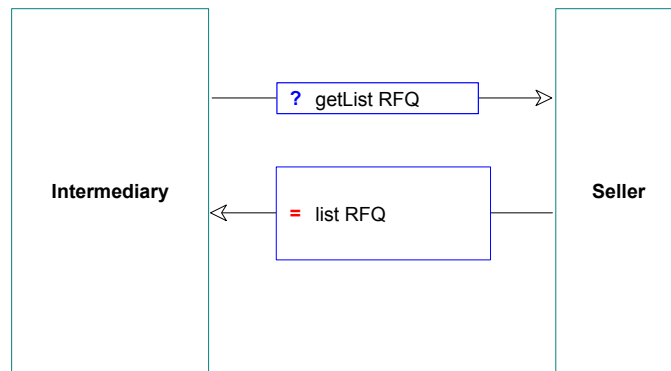 ? getList RFQ
Intermediary
= list RFQ
Seller